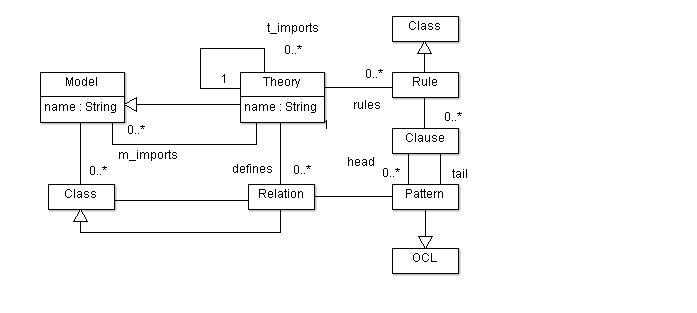 Class
t_imports
0..*
1
Model
Theory
0..*
Rule
name : String
name : String
rules
1
0..*
0..*
Clause
m_imports
head
defines
0..*
0..*
0..*
tail
Class
Relation
Pattern
OCL